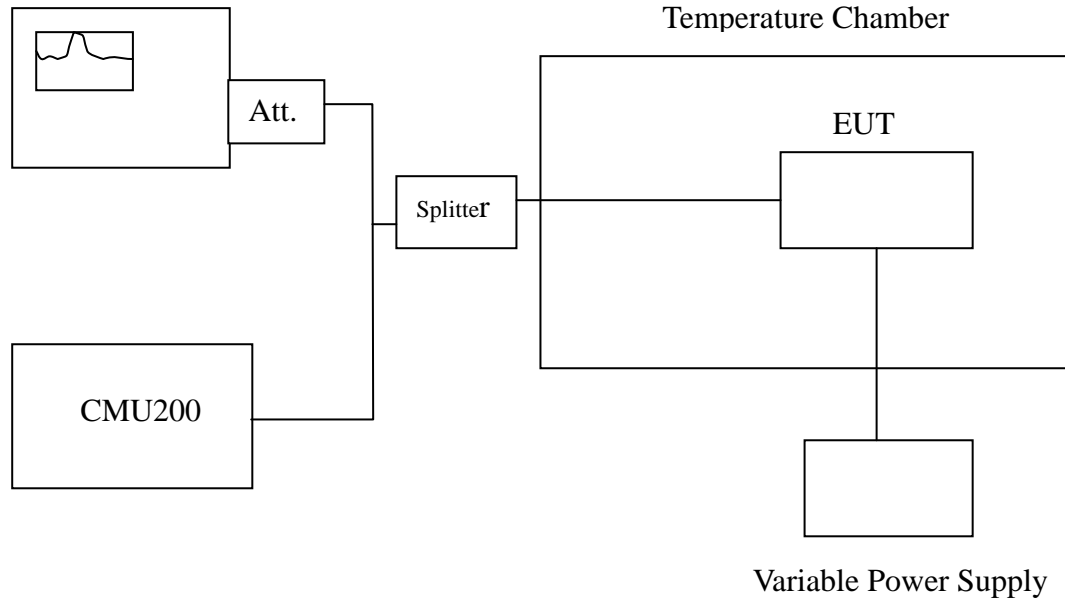 Temperature Chamber
Att.
EUT
Splitter
CMU200
Variable Power Supply